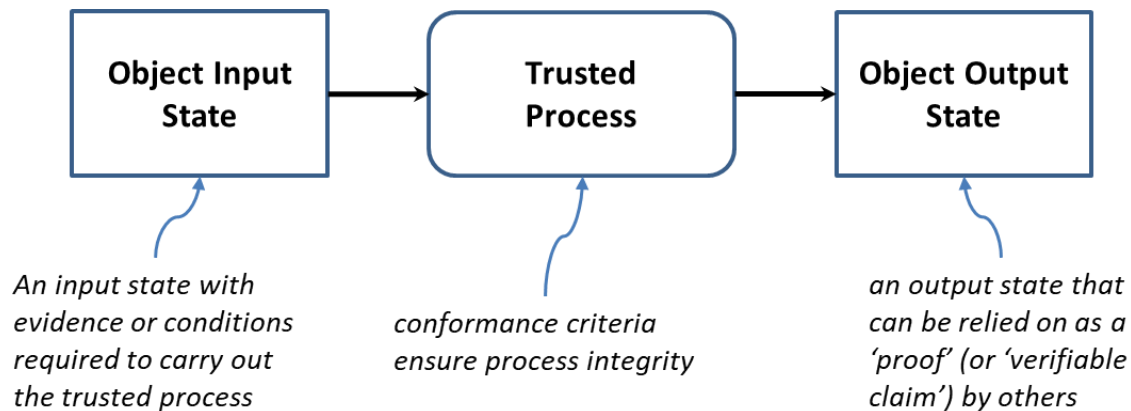 Object Input
State
Trusted
Process
Object Output
State
An input state with
evidence or conditions
required to carry out
the trusted process
conformance criteria
ensure process integrity
an output state that
can be relied on as a
‘proof’ (or ‘verifiable
claim’) by others